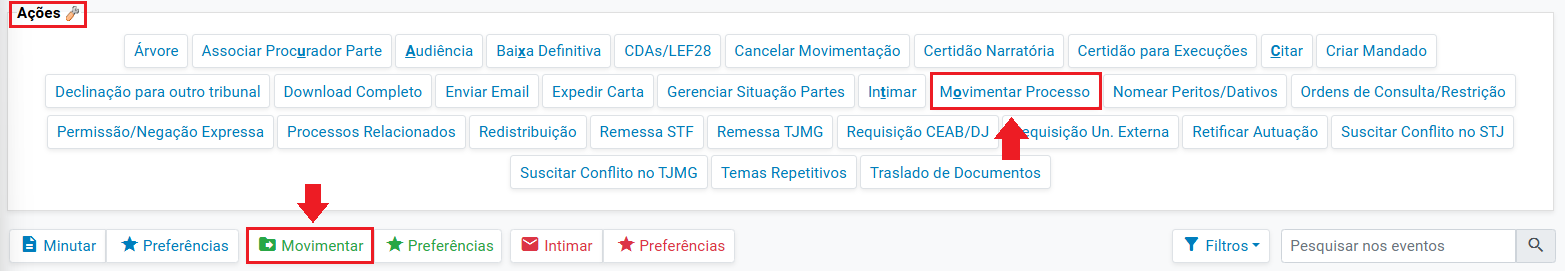 Ações
Árvore Associar Procurador Parte Audiência Baixa Definitiva CDAs/LEF28 Cancelar Movimentação Certidão Narratória Certidão para Execuções Citar Criar Mandado
Declinação para outro tribunal Download Completo Enviar Email Expedir Carta Gerenciar Situação Partes Intimar Movimentar Processo Nomear Peritos/Dativos Ordens de Consulta/Restrição
Permissão/Negação Expressa Processos Relacionados Redistribuição Remessa STF Remessa TJMG Requisição CEAB/DJ equisição Un. Externa Retificar Autuação Suscitar Conflito no STJ
Suscitar Conflito no TJMG Temas Repetitivos Traslado de Documentos
Minutar Preferências Movimentar Preferências Intimar Preferências Filtros Pesquisar nos eventos